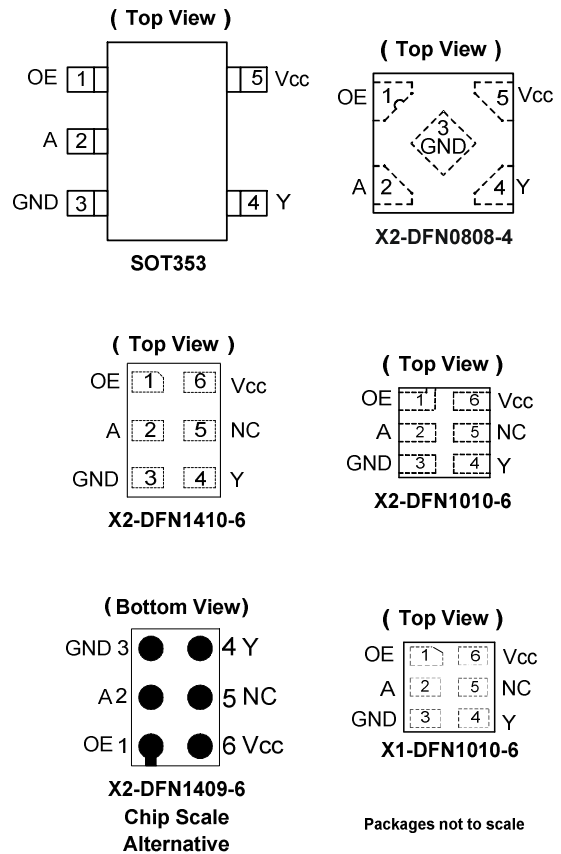 ( Top View )
OE 1 5 Vcc
A 2
GND 3 4 Y
SOT353
( Top View )
OE 1 5 Vcc
3
GND
A 2 4 Y
X2-DFN0808-4
( Top View )
OE 1 6 Vcc
A 2 5 NC
GND 3 4 Y
X2-DFN1410-6
( Top View )
OE 1 6 Vcc
A 2 5 NC
GND 3 4 Y
X2-DFN1010-6
( Bottom View)
GND 3 4 Y
A 2 5 NC
OE 1 6 Vcc
X2-DFN1409-6
Chip Scale
Alternative
( Top View )
OE 1 6 Vcc
A 2 5 NC
GND 3 4 Y
X1-DFN1010-6
Packages not to scale